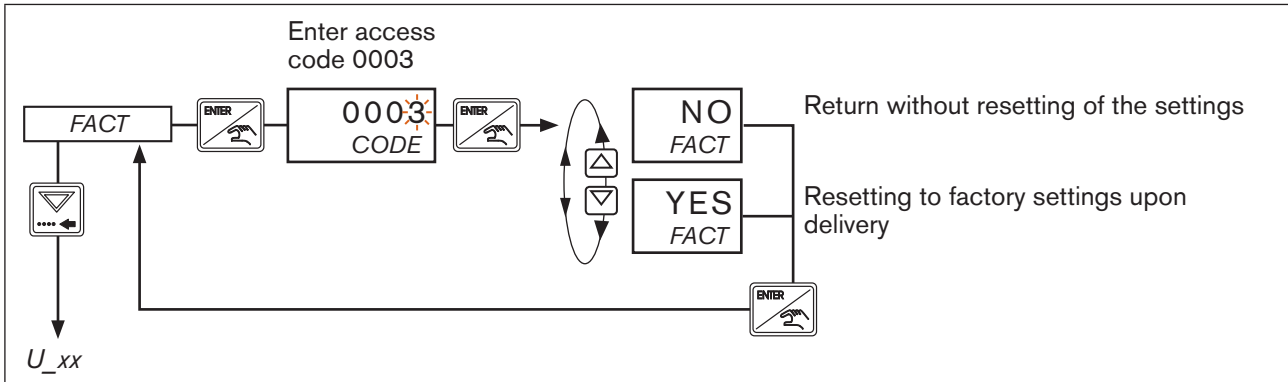 Enter access
code 0003
FACT
ENTER
0003
CODE
ENTER
NO
FACT
Return without resetting of the settings
YES
FACT
Resetting to factory settings upon
delivery
ENTER
U_xx